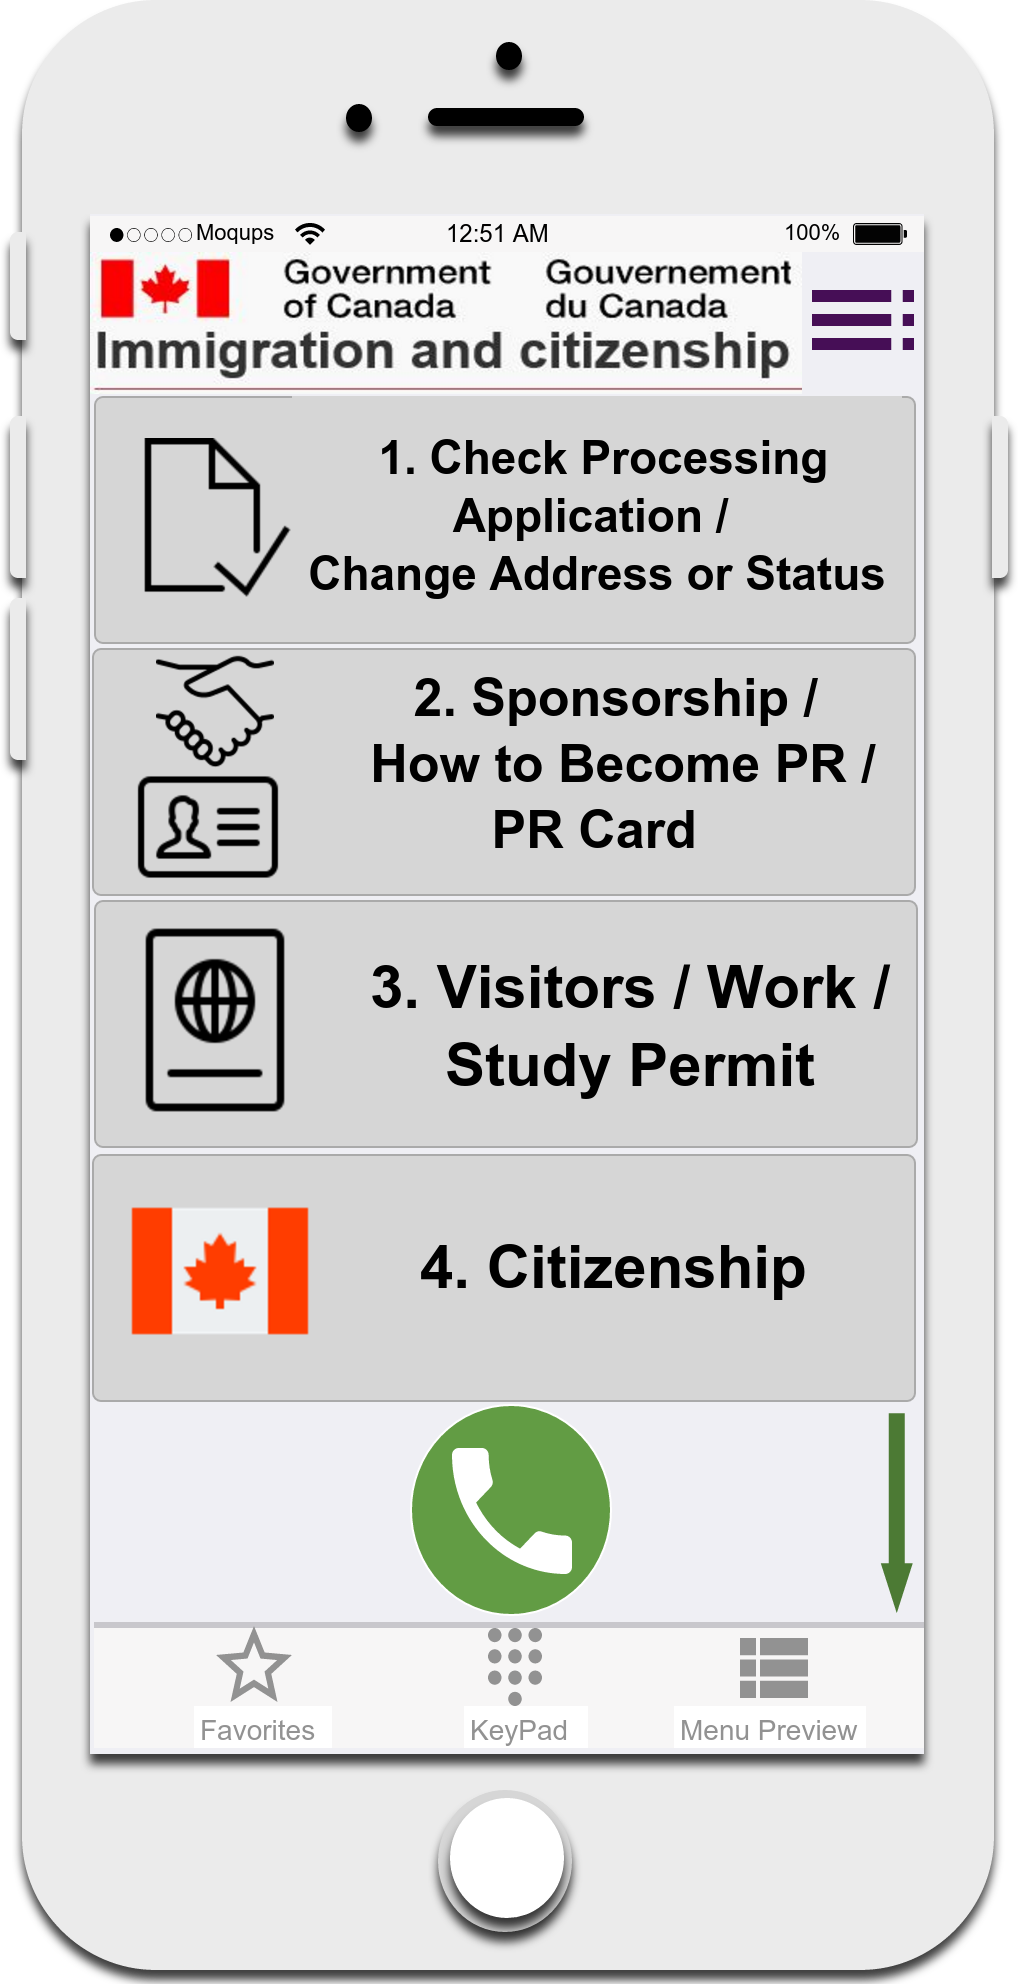 Moqups 12:51 AM 100%
Government Gouvernement
of Canada du Canada
Immigration and citizenship
1. Check Processing
Application /
Change Address or Status
2. Sponsorship /
How to Become PR /
PR Card
3. Visitors / Work /
Study Permit
4. Citizenship
Favorites KeyPad Menu Preview